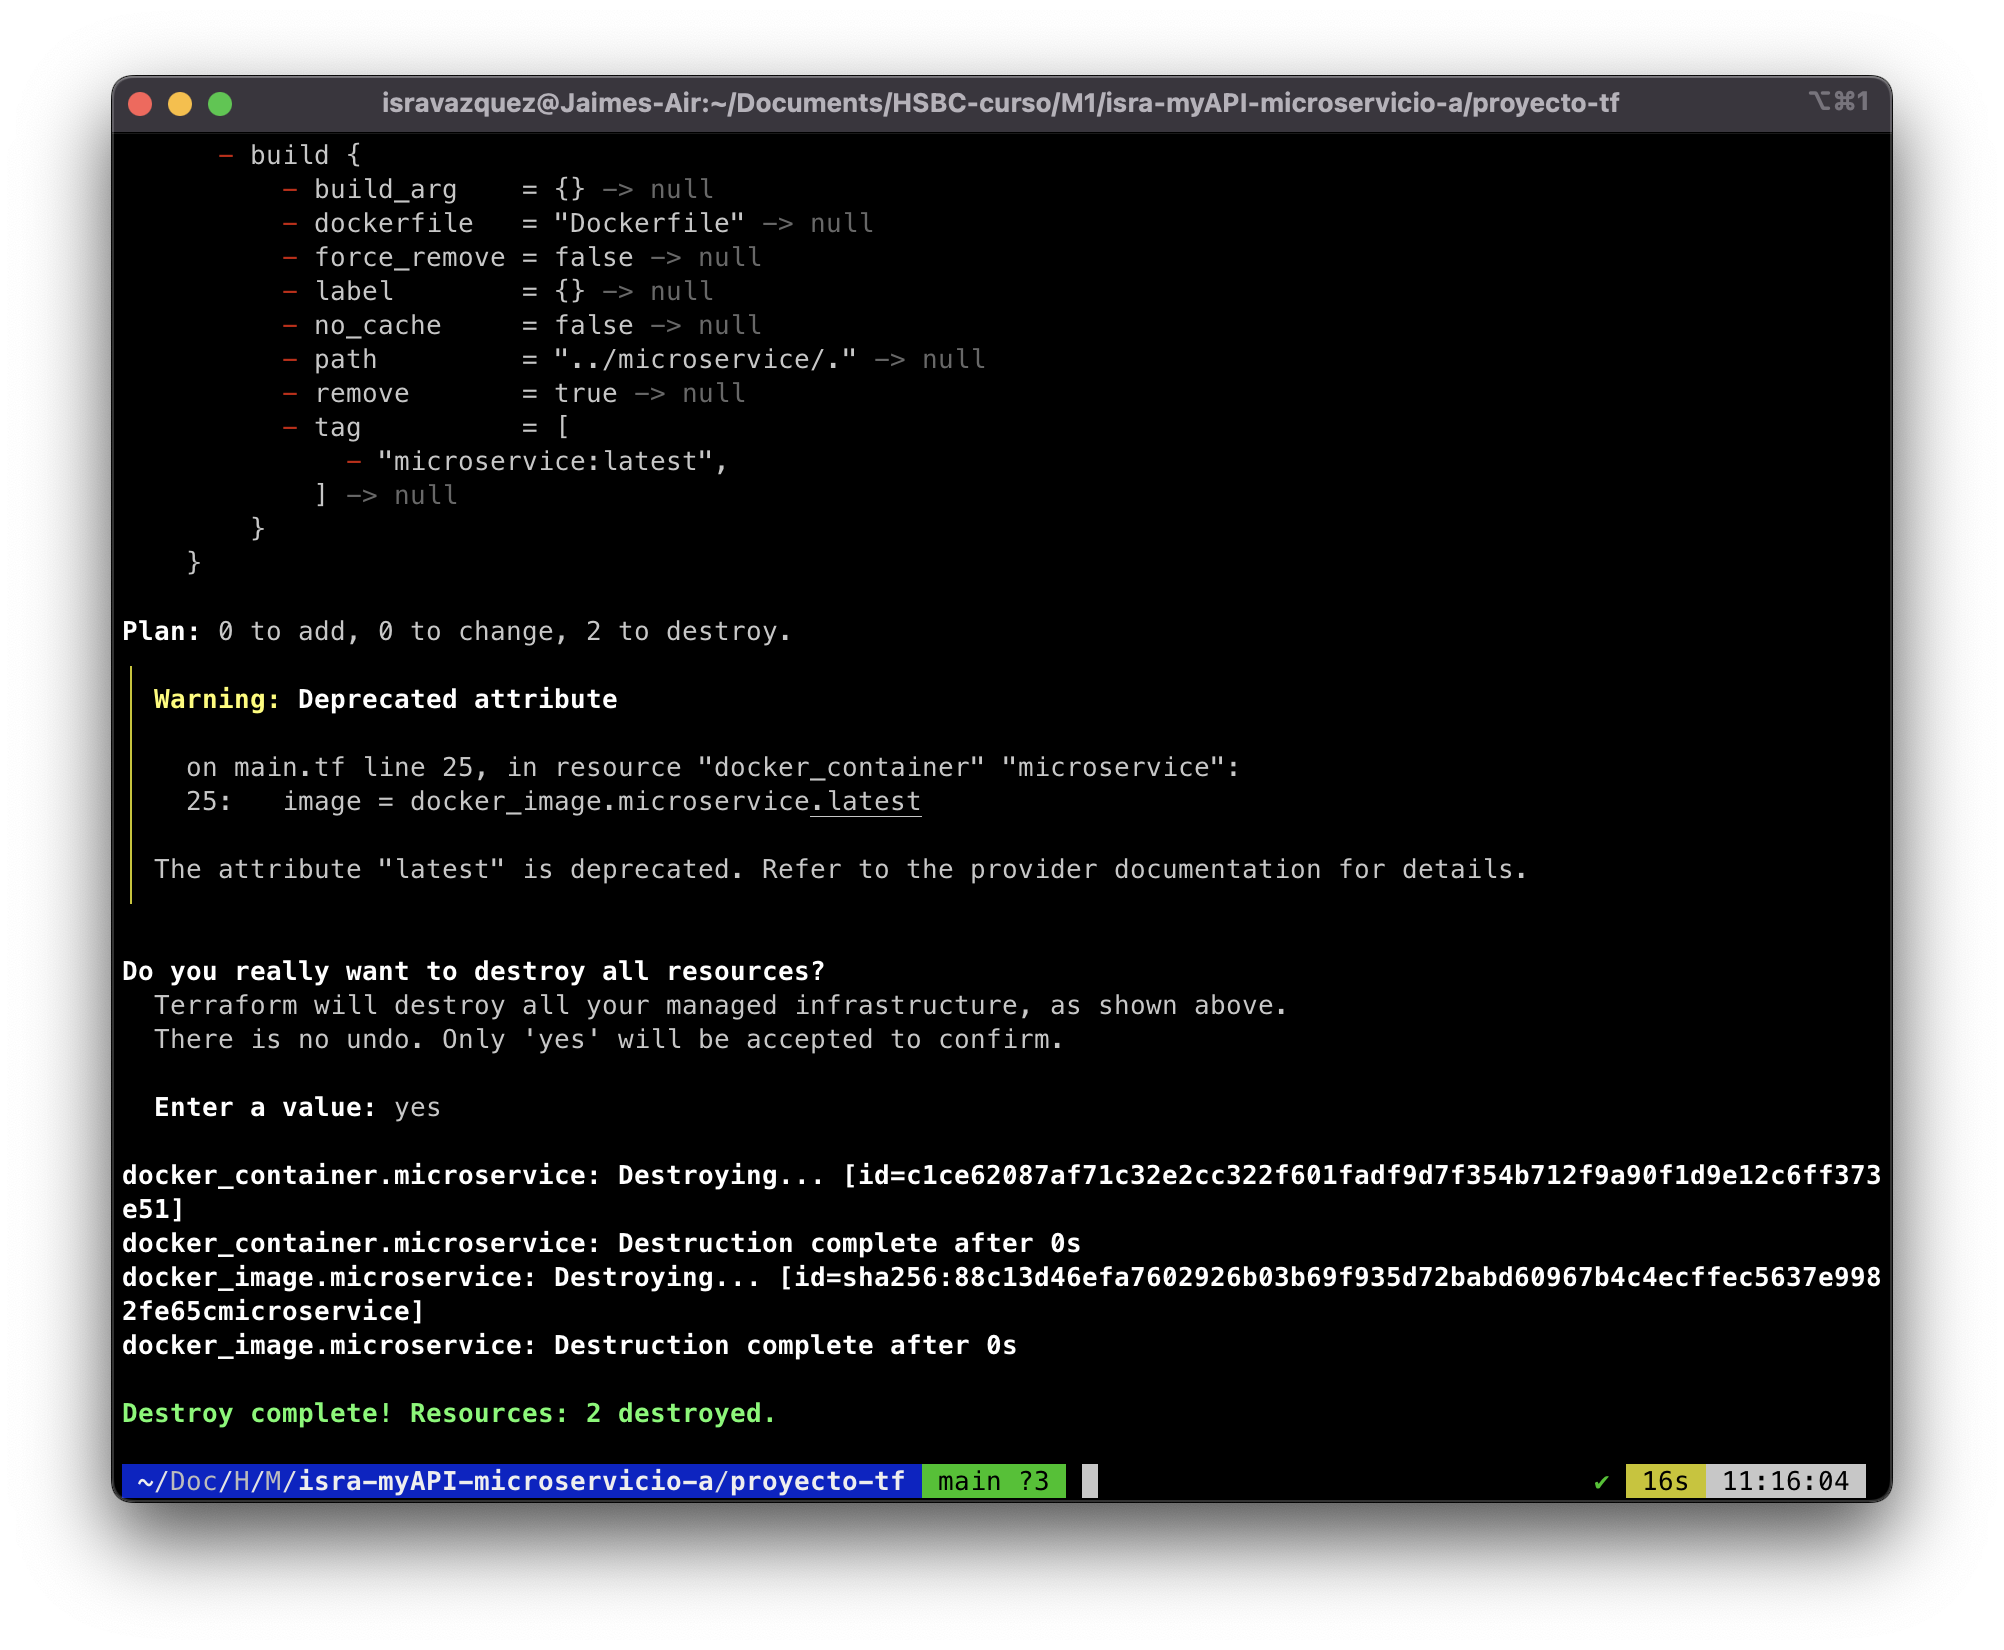 isravazquez@Jaimes-Air:~/Documents/HSBC-curso/M1/isra-myAPI-microservicio-a/proyecto-tf ⌥⌘1
- build {
- build_arg    = {} -> null
- dockerfile   = "Dockerfile" -> null
- force_remove = false -> null
- label        = {} -> null
- no_cache     = false -> null
- path         = "../microservice/." -> null
- remove       = true -> null
- tag          = [
- "microservice:latest",
] -> null
}
}
Plan: 0 to add, 0 to change, 2 to destroy.
Warning: Deprecated attribute
on main.tf line 25, in resource "docker_container" "microservice":
25:   image = docker_image.microservice.latest
The attribute "latest" is deprecated. Refer to the provider documentation for details.
Do you really want to destroy all resources?
Terraform will destroy all your managed infrastructure, as shown above.
There is no undo. Only 'yes' will be accepted to confirm.
Enter a value: yes
docker_container.microservice: Destroying... [id=c1ce62087af71c32e2cc322f601fadf9d7f354b712f9a90f1d9e12c6ff373
e51]
docker_container.microservice: Destruction complete after 0s
docker_image.microservice: Destroying... [id=sha256:88c13d46efa7602926b03b69f935d72babd60967b4c4ecffec5637e998
2fe65cmicroservice]
docker_image.microservice: Destruction complete after 0s
Destroy complete! Resources: 2 destroyed.
~/Doc/H/M/isra-myAPI-microservicio-a/proyecto-tf main ?3 ✔ 16s 11:16:04